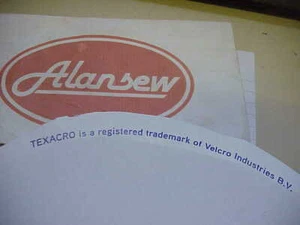 Alansew
TEXACRO is a registered trademark of Velcro Industries B.V.